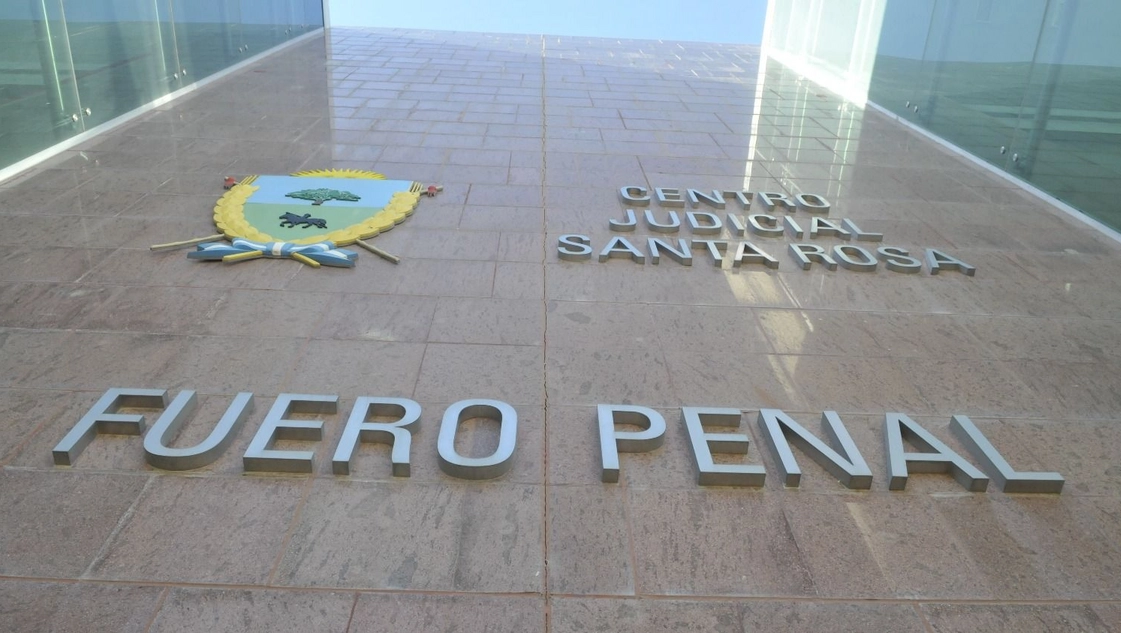 CENTRO
JUDICIAL
SANTA ROSA
FUERO PENAL